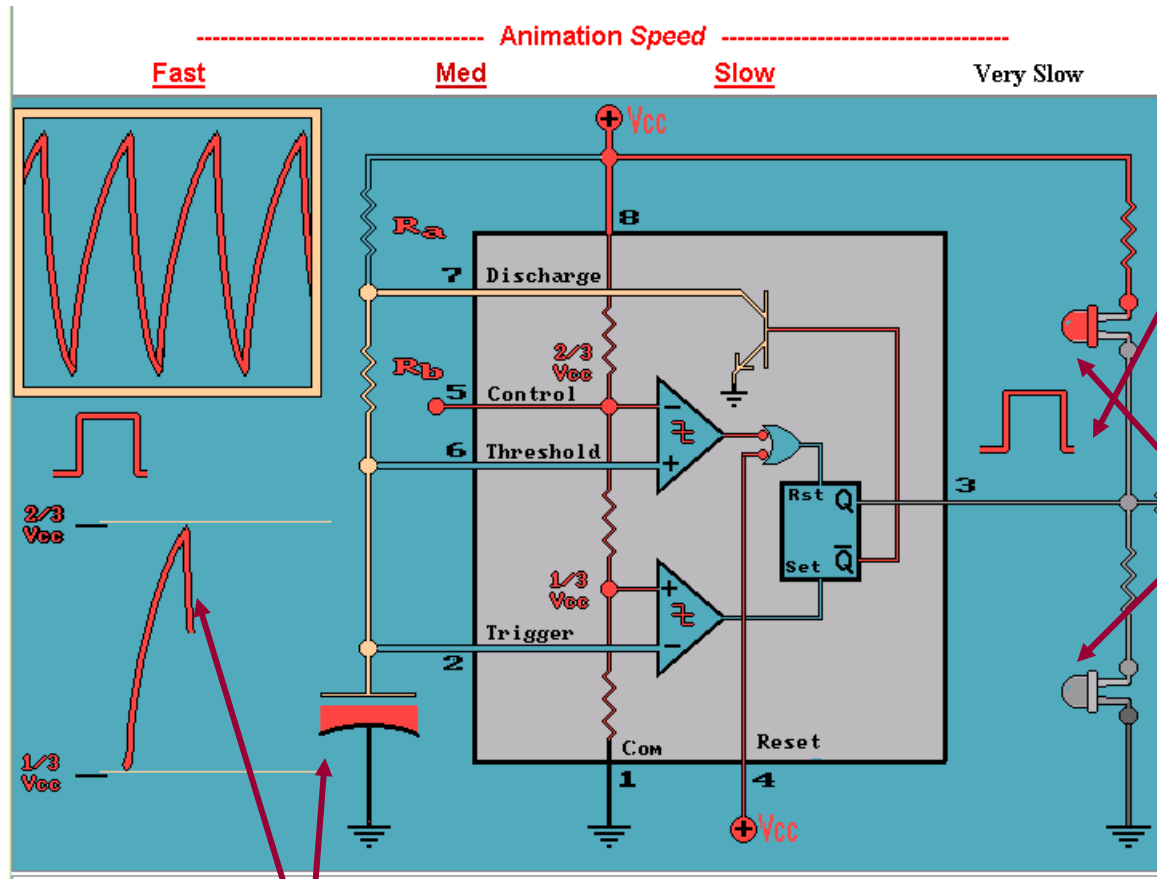 Animation Speed
Fast Med Slow Very Slow
Vcc
8
Ra
7 Discharge
2/3
Vcc
Rb
5 Control
6 Threshold
Rst Q
3
Set Q̅
2/3
Vcc
1/3
Vcc
Trigger
2
Com Reset
1 4
1/3
Vcc
Vcc